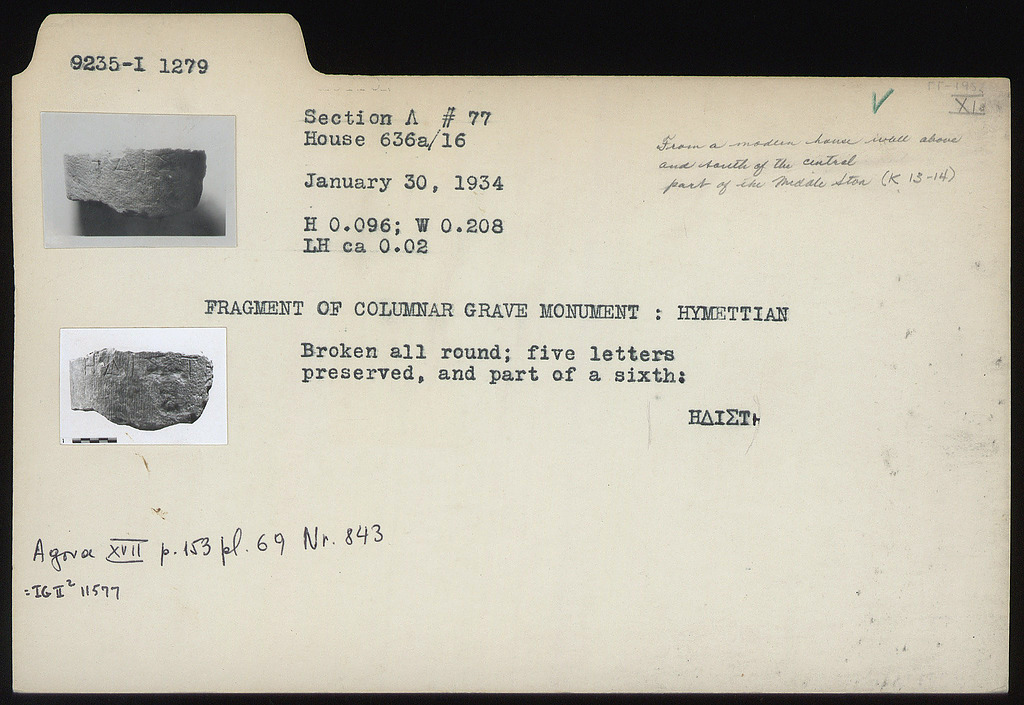 9235-I 1279
Section Λ # 77
House 636a/16
January 30, 1934
H 0.096; W 0.208
LH ca 0.02
XI
From a modern house wall above
and south of the central
part of the Middle Stoa (K 13-14)
FRAGMENT OF COLUMNAR GRAVE MONUMENT : HYMETTIAN
Broken all round; five letters
preserved, and part of a sixth:
ΗΔΙΣΤ
Agora XVII p. 153 pl. 69 Nr. 843
=IG II² 11577